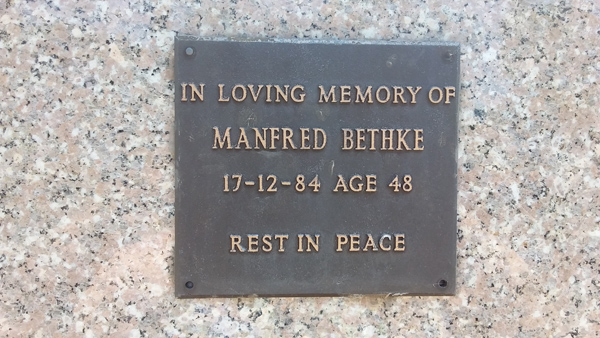 IN LOVING MEMORY OF
MANFRED BETHKE
17-12-84 AGE 48
REST IN PEACE